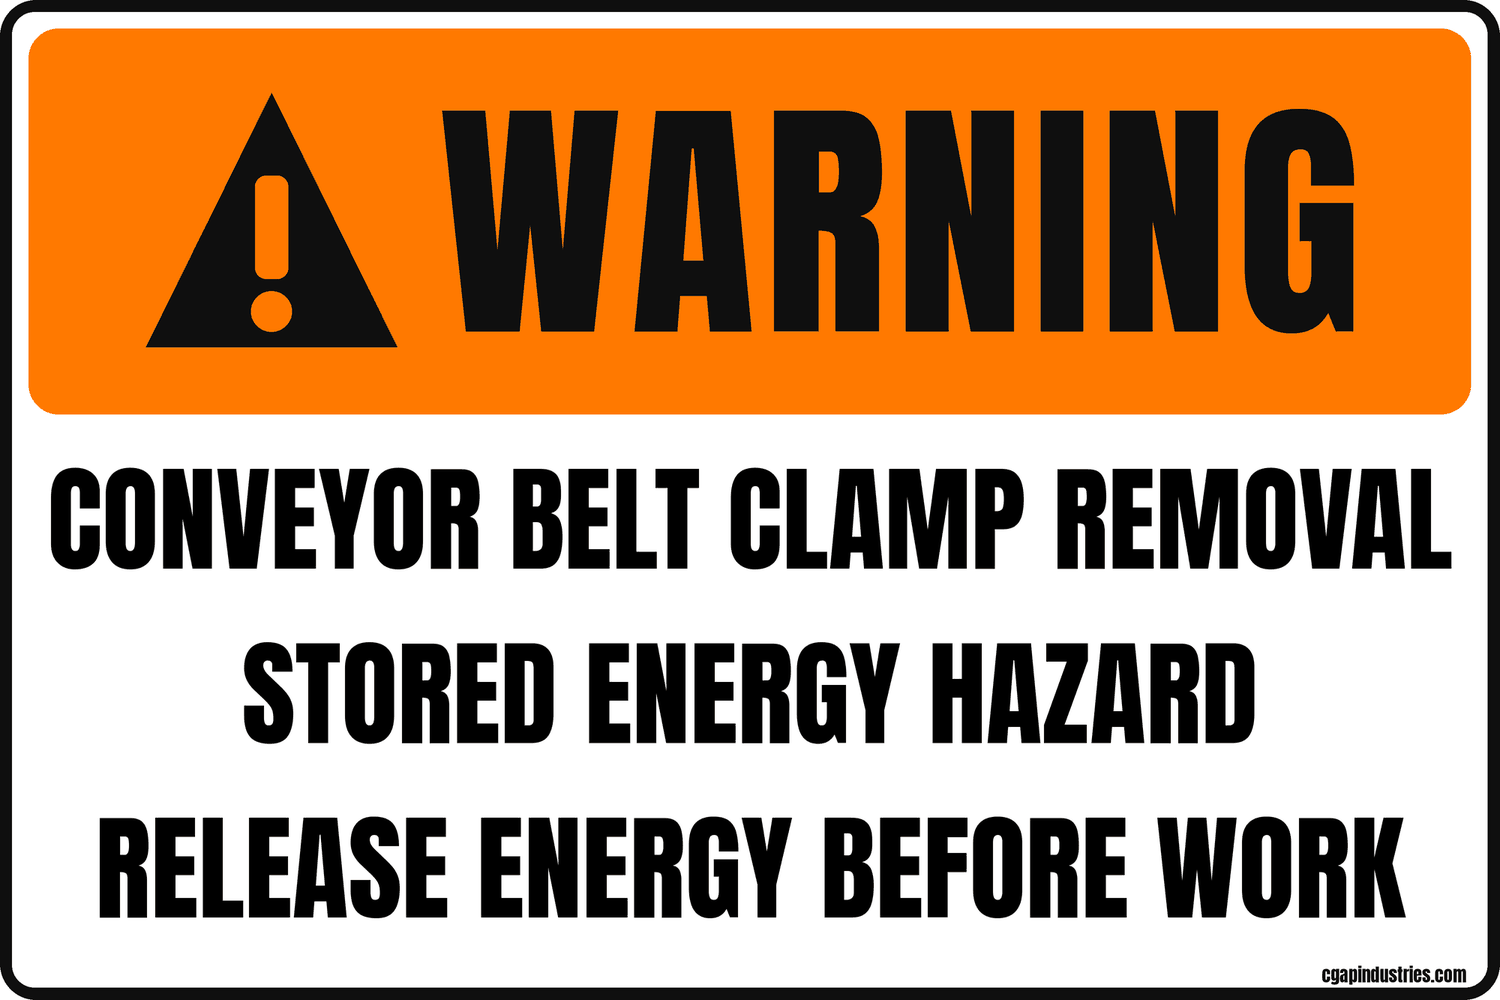 WARNING
CONVEYOR BELT CLAMP REMOVAL
STORED ENERGY HAZARD
RELEASE ENERGY BEFORE WORK
cgapindustries.com